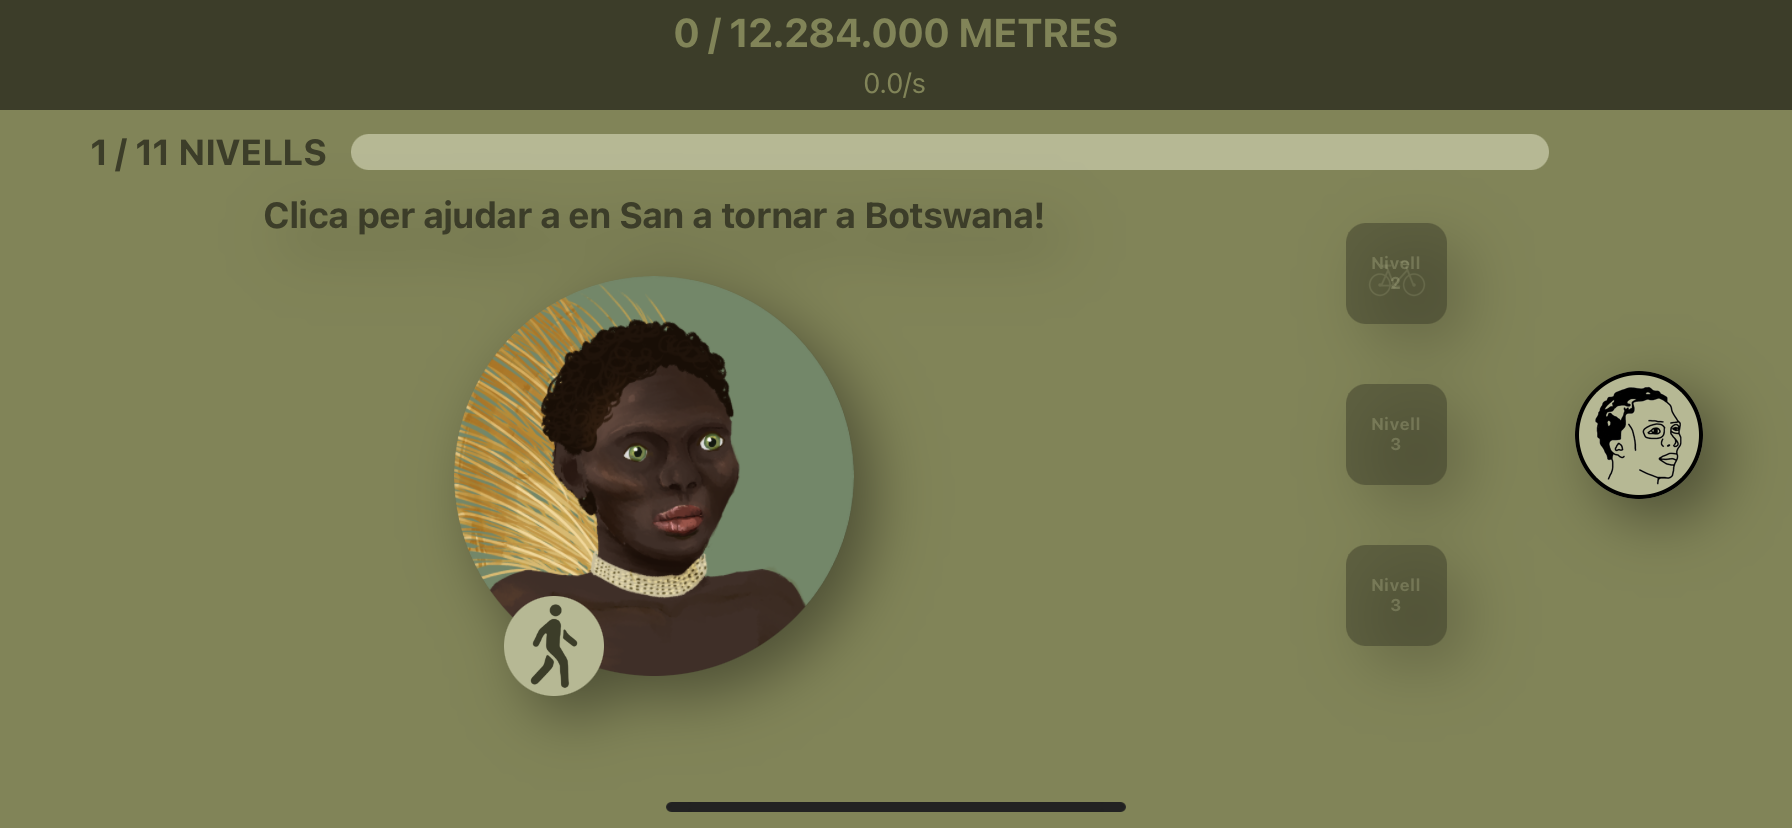 0 / 12.284.000 METRES
0.0/s
1 / 11 NIVELLS
Clica per ajudar a en San a tornar a Botswana!
Nivell
2
Nivell
3
Nivell
3